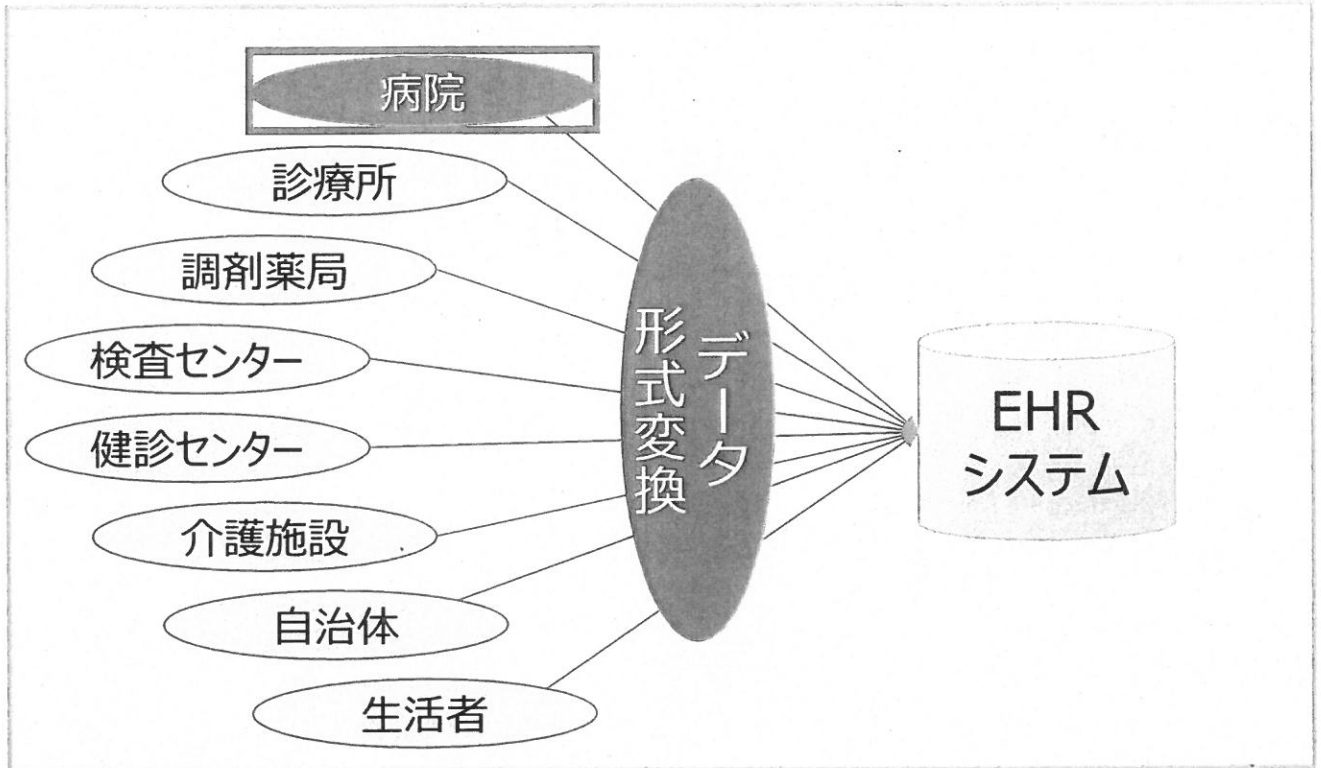 病院
診療所
調剤薬局
検査センター
健診センター
介護施設
自治体
生活者
データ
形式変換
EHR
システム